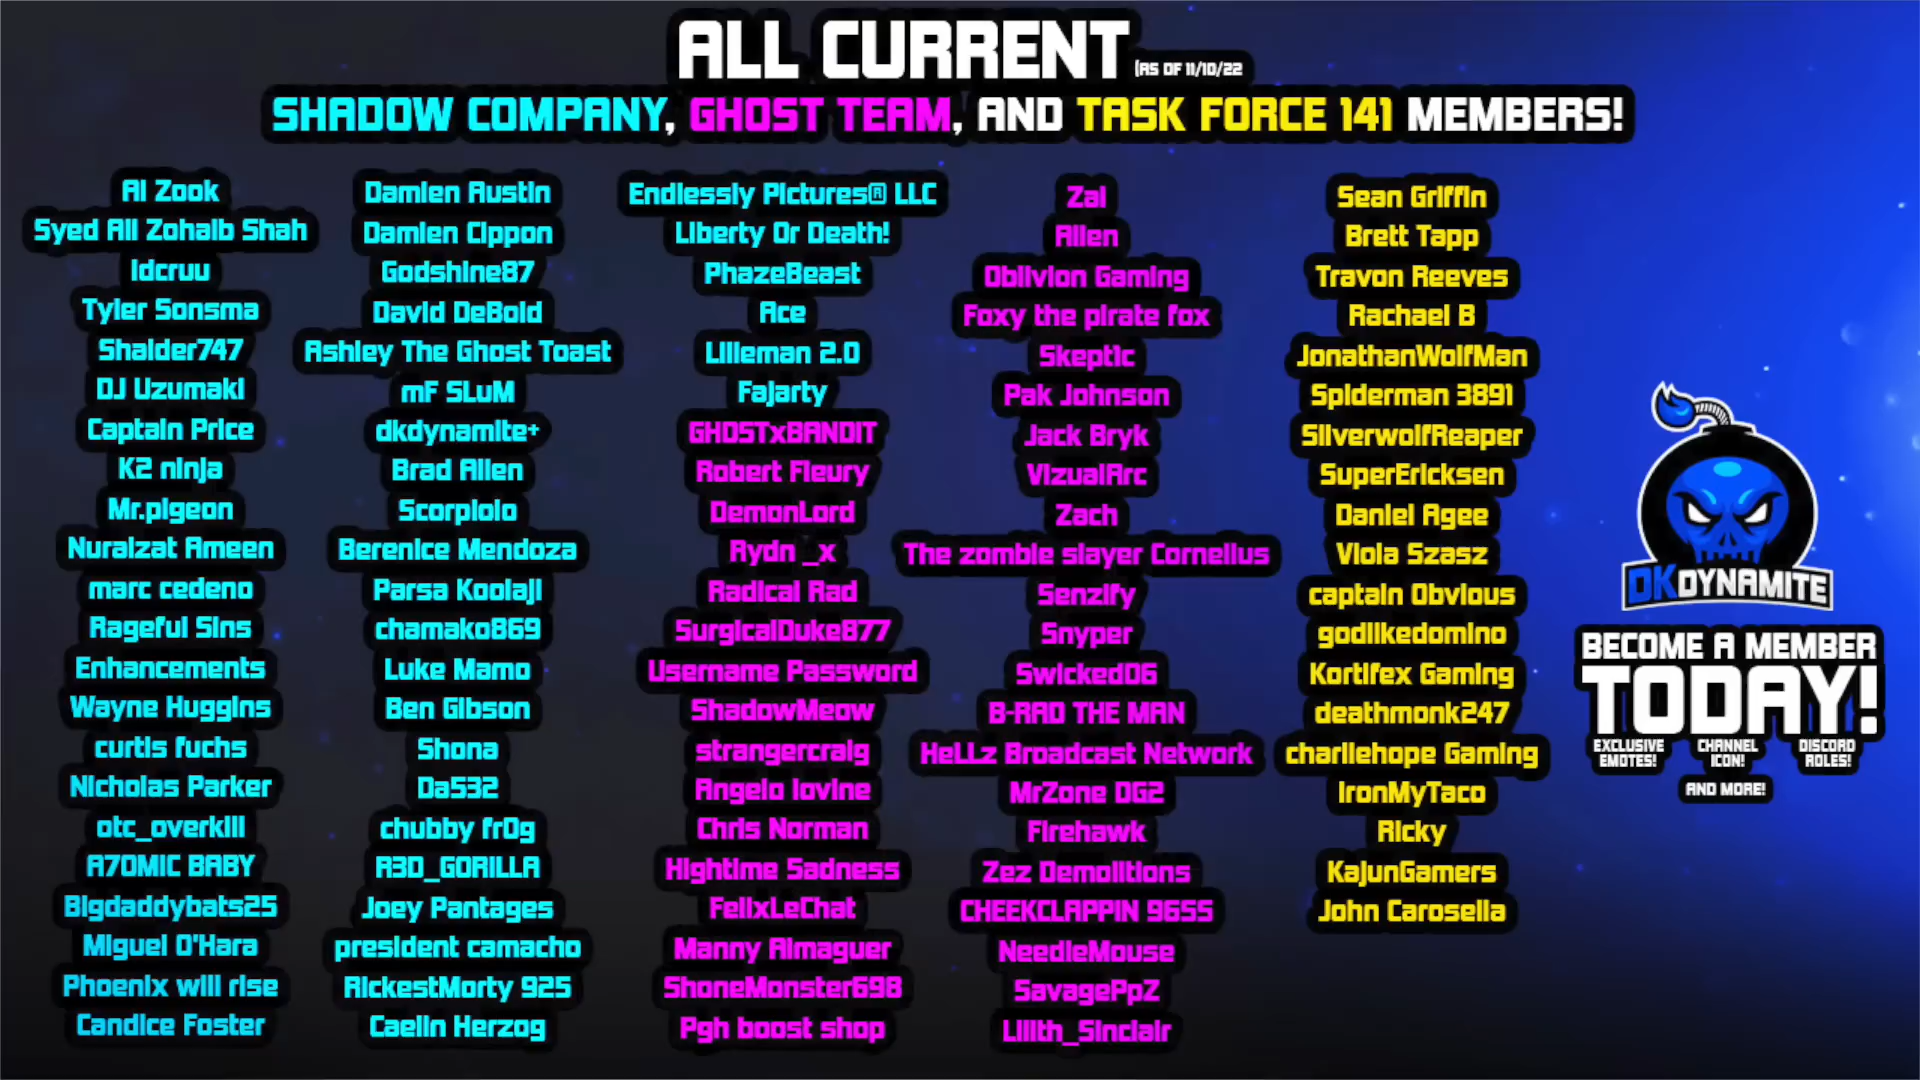 ALL CURRENT (AS OF 11/10/22
SHADOW COMPANY, GHOST TEAM, AND TASK FORCE 141 MEMBERS!
Al Zook
Syed Ali Zohaib Shah
idcruu
Tyler Sonsma
Shaider747
DJ Uzumaki
Captain Price
K2 ninja
Mr.pigeon
Nuraizat Ameen
marc cedeno
Rageful Sins
Enhancements
Wayne Huggins
curtis fuchs
Nicholas Parker
otc_overkill
A70MIC BABY
Bigdaddybats25
Miguel O'Hara
Phoenix will rise
Candice Foster
Damien Austin
Damien Cippon
Godshine87
David DeBold
Ashley The Ghost Toast
mF SLuM
dkdynamite+
Brad Allen
Scorpiolo
Berenice Mendoza
Parsa Koolaji
chamako869
Luke Mamo
Ben Gibson
Shona
Da532
chubby fr0g
R3D_GORILLA
Joey Pantages
president camacho
RickestMorty 925
Caelin Herzog
Endlessly Pictures® LLC
Liberty Or Death!
PhazeBeast
Ace
Lilleman 2.0
Fajarty
GHOSTxBANDIT
Robert Fleury
DemonLord
Rydn _x
Radical Rad
SurgicalDuke877
Username Password
ShadowMeow
strangercraig
Angelo Iovine
Chris Norman
Hightime Sadness
FelixLeChat
Manny Almaguer
ShoneMonster698
Pgh boost shop
Zai
Allen
Oblivion Gaming
Foxy the pirate fox
Skept1c
Pak Johnson
Jack Bryk
VizualArc
Zach
The zombie slayer Cornelius
Senzify
Snyper
Swicked06
B-RAD THE MAN
HeLLz Broadcast Network
MrZone DG2
Firehawk
Zez Demolitions
CHEEKCLAPPIN 9655
NeedleMouse
SavagePpZ
Lilith_Sinclair
Sean Griffin
Brett Tapp
Travon Reeves
Rachael B
JonathanWolfMan
Spiderman 3891
SilverwolfReaper
SuperEricksen
Daniel Agee
Viola Szasz
captain Obvious
godlikedomino
Kortifex Gaming
deathmonk247
charliehope Gaming
IronMyTaco
Ricky
KajunGamers
John Carosella
DKDYNAMITE
BECOME A MEMBER
TODAY!
EXCLUSIVE EMOTES!
CHANNEL ICON!
DISCORD ROLES!
AND MORE!